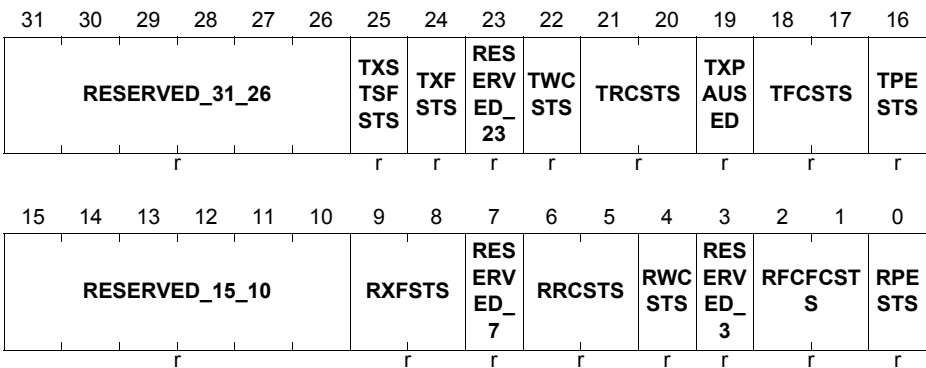 31 30 29 28 27 26 25 24 23 22 21 20 19 18 17 16
RESERVED_31_26 TXS TSF STS TXF STS RES ERV ED_ 23 TWC STS TRCSTS TXP AUS ED TFCSTS TPE STS
r r r r r r r r r
15 14 13 12 11 10 9 8 7 6 5 4 3 2 1 0
RESERVED_15_10 RXFSTS RES ERV ED_ 7 RRCSTS RWC STS RES ERV ED_ 3 RFCFCST S RPE STS
r r r r r r r r